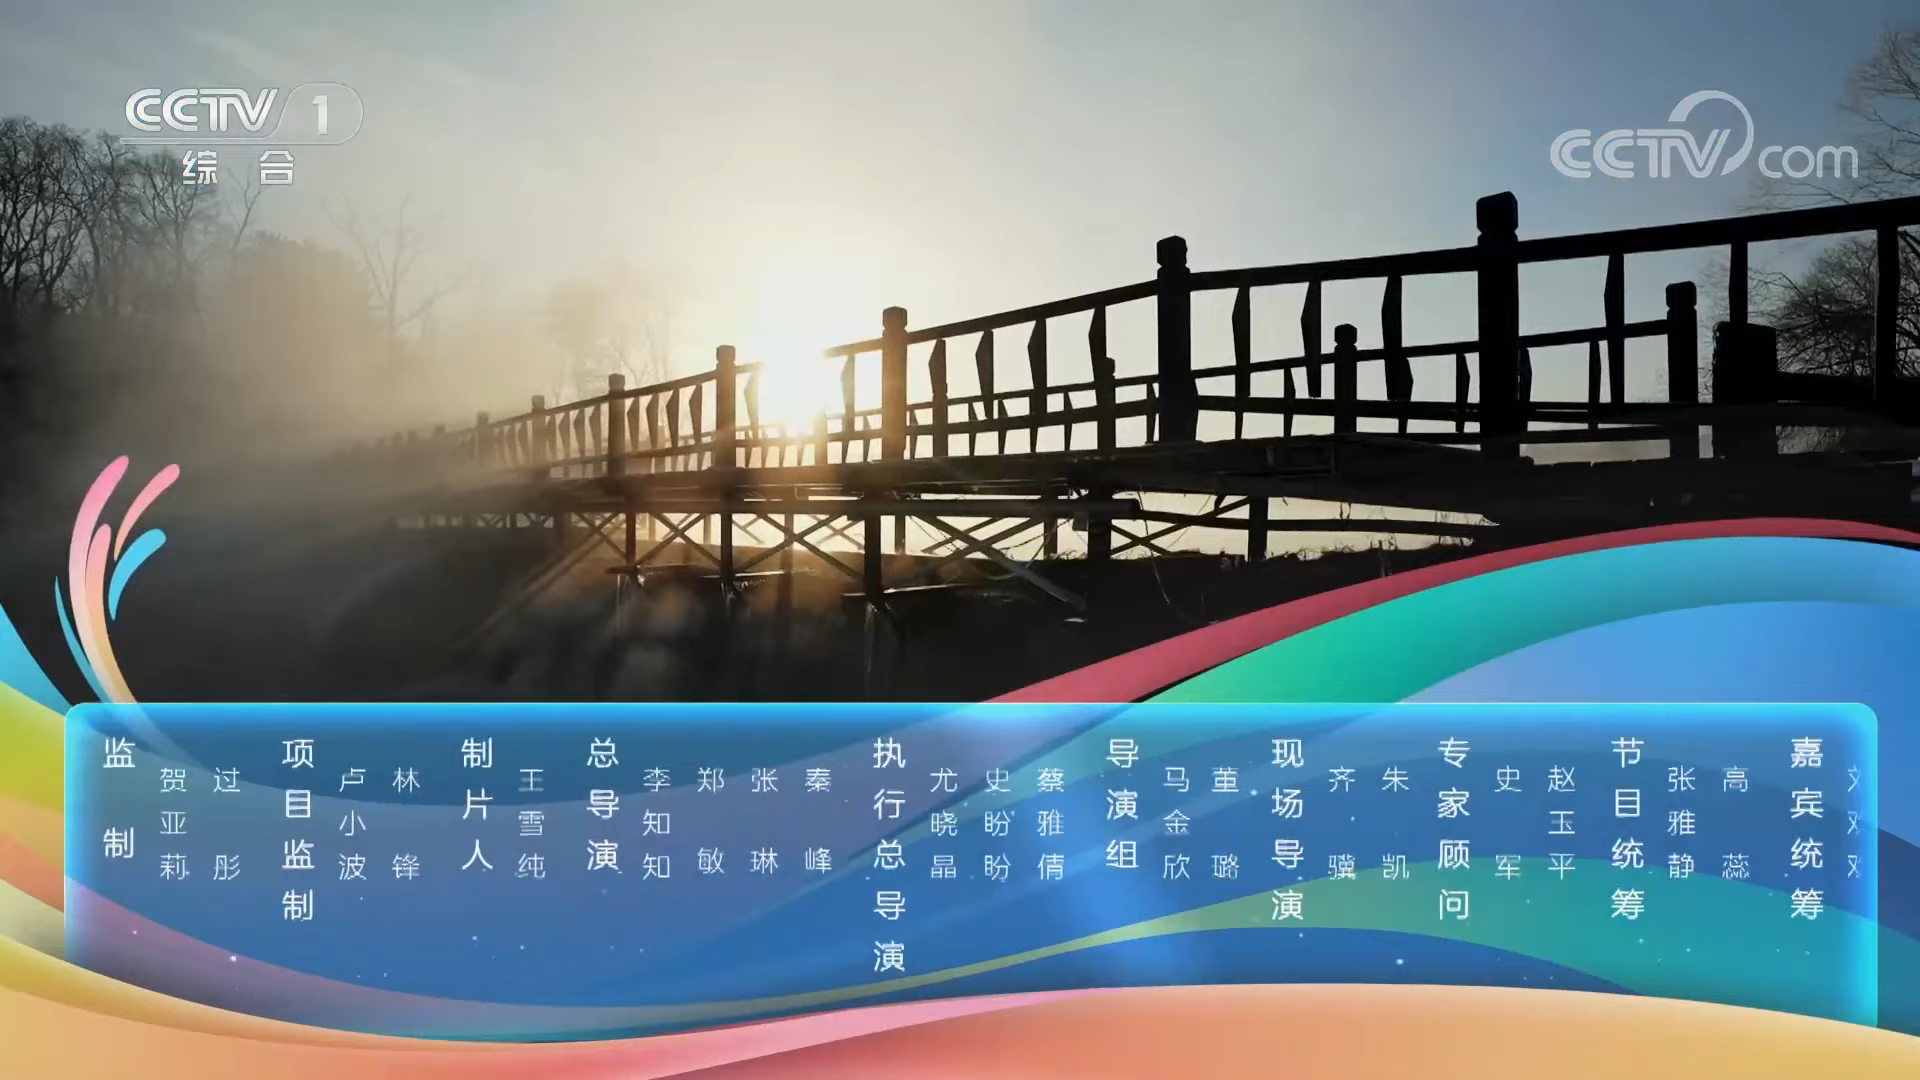 CCTV 1
综 合
CCTV com
监制
贺亚莉
过彤
项目监制
卢小波
林锋
制片人
王雪纯
总导演
李知知
郑敏
张琳
秦峰
执行总导演
尤晓晶
史盼盼
蔡雅倩
导演组
马金欣
董璐
现场导演
齐骥
朱凯
专家顾问
史军
赵玉平
节目统筹
张雅静
高蕊
嘉宾统筹